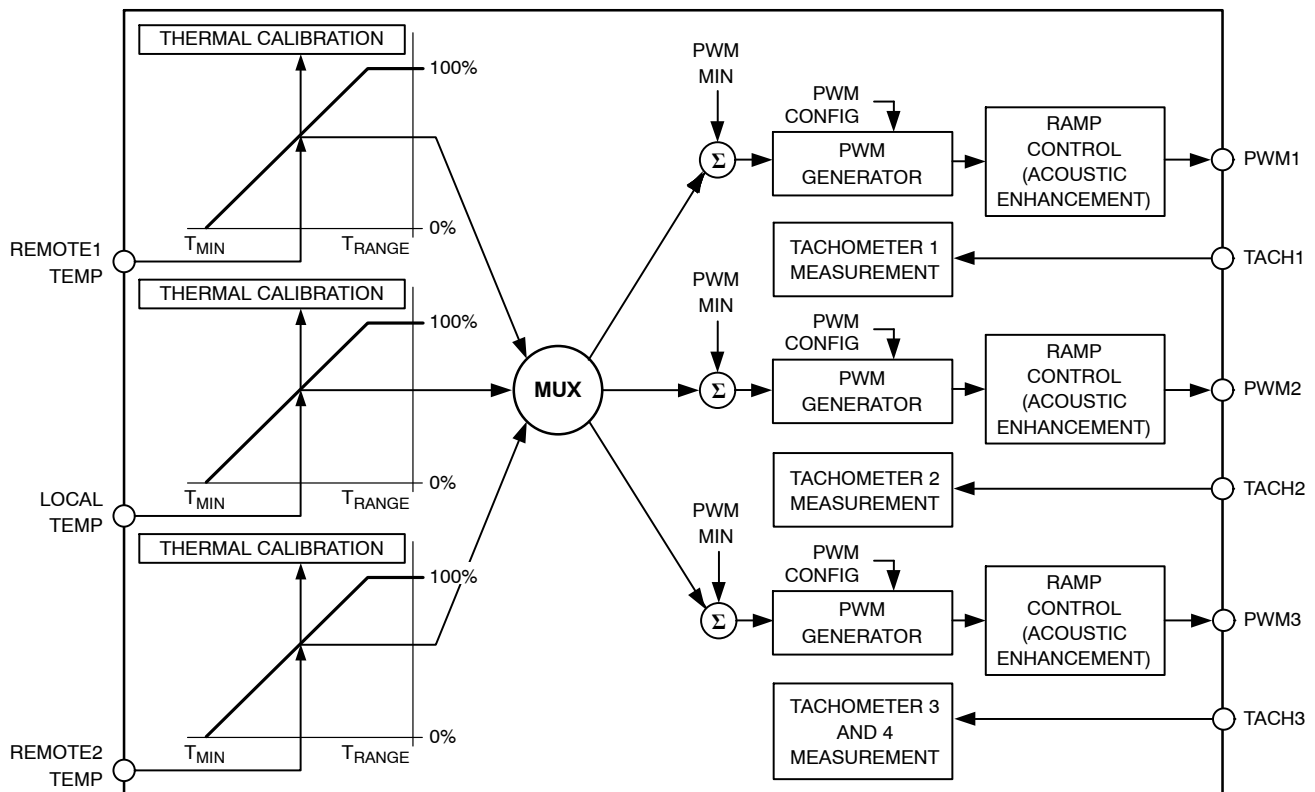 THERMAL CALIBRATION
100%
0%
T_MIN
T_RANGE
REMOTE1
TEMP
THERMAL CALIBRATION
100%
0%
T_MIN
T_RANGE
LOCAL
TEMP
THERMAL CALIBRATION
100%
0%
T_MIN
T_RANGE
REMOTE2
TEMP
MUX
PWM
MIN
Σ
PWM
CONFIG
PWM
GENERATOR
RAMP
CONTROL
(ACOUSTIC
ENHANCEMENT)
PWM1
TACHOMETER 1
MEASUREMENT
TACH1
PWM
MIN
Σ
PWM
CONFIG
PWM
GENERATOR
RAMP
CONTROL
(ACOUSTIC
ENHANCEMENT)
PWM2
TACHOMETER 2
MEASUREMENT
TACH2
PWM
MIN
Σ
PWM
CONFIG
PWM
GENERATOR
RAMP
CONTROL
(ACOUSTIC
ENHANCEMENT)
PWM3
TACHOMETER 3
AND 4
MEASUREMENT
TACH3